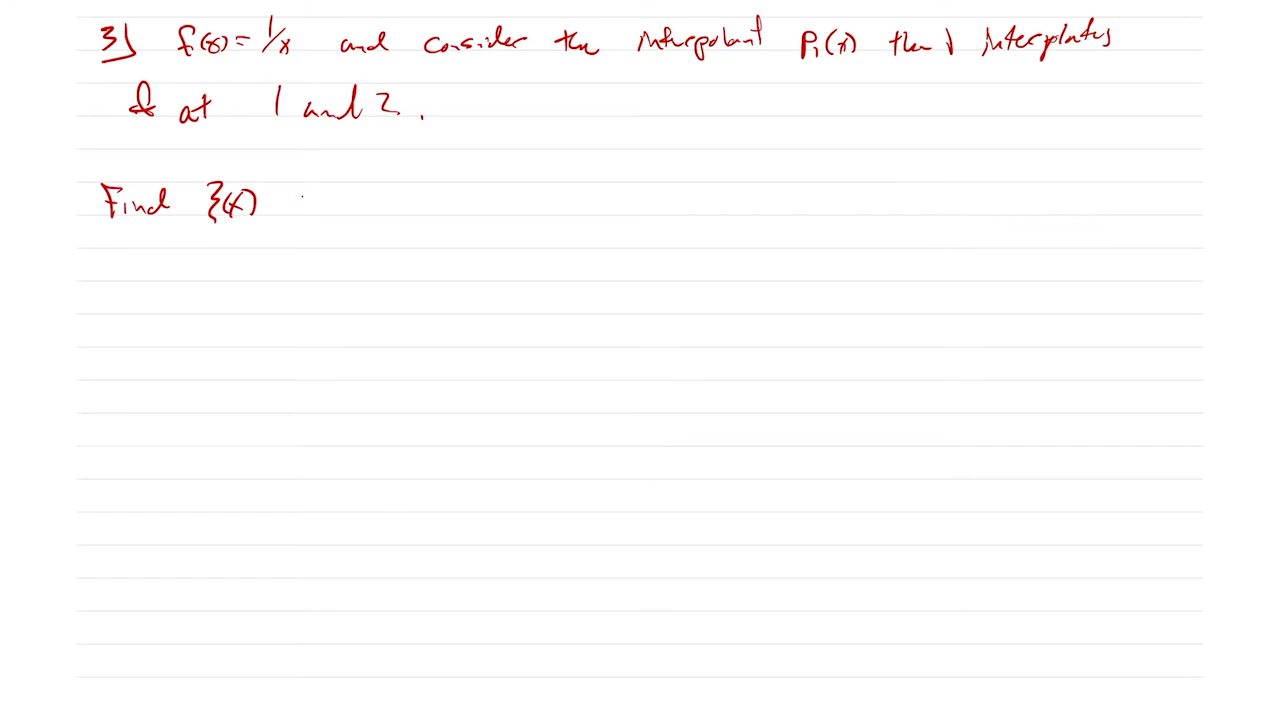 3) f(x) = 1/x and consider the interpolant P₁(x) that interpolates
f at 1 and 2.
Find ξ(x)